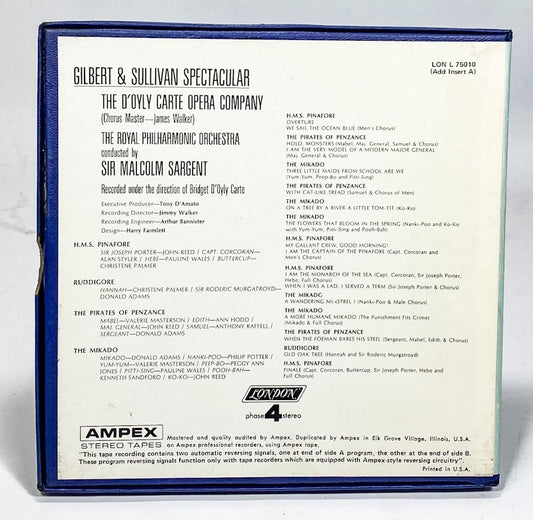 LON L 75010
(Add Insert A)
GILBERT & SULLIVAN SPECTACULAR
THE D'OYLY CARTE OPERA COMPANY
(Chorus Master—James Walker)
THE ROYAL PHILHARMONIC ORCHESTRA
conducted by
SIR MALCOLM SARGENT
Recorded under the direction of Bridget D'Oyly Carte
Executive Producer—Tony D'Amato
Recording Director—Jimmy Walker
Recording Engineer—Arthur Bannister
Design—Harry Farmlett
H.M.S. PINAFORE
SIR JOSEPH PORTER—JOHN REED / CAPT. CORCORAN—
ALAN STYLER / HEBE—PAULINE WALES / BUTTERCUP—
CHRISTENE PALMER
RUDDIGORE
HANNAH—CHRISTENE PALMER / SIR RODERIC MURGATROYD—
DONALD ADAMS
THE PIRATES OF PENZANCE
MABEL—VALERIE MASTERSON / EDITH—ANN HODD /
MAJ. GENERAL—JOHN REED / SAMUEL—ANTHONY RAFFELL /
SERGEANT—DONALD ADAMS
THE MIKADO
MIKADO—DONALD ADAMS / NANKI-POO—PHILIP POTTER /
YUM-YUM—VALERIE MASTERSON / PEEP-BO—PEGGY ANN
JONES / PITTI-SING—PAULINE WALES / POOH-BAH—
KENNETH SANDFORD / KO-KO—JOHN REED
H.M.S. PINAFORE
OVERTURE
WE SAIL THE OCEAN BLUE (Men's Chorus)
THE PIRATES OF PENZANCE
HOLD, MONSTERS (Mabel, Maj. General, Samuel & Chorus)
I AM THE VERY MODEL OF A MODERN MAJOR GENERAL
(Maj. General & Chorus)
THE MIKADO
THREE LITTLE MAIDS FROM SCHOOL ARE WE
(Yum-Yum, Peep-Bo and Pitti-Sing)
THE PIRATES OF PENZANCE
WITH CAT-LIKE TREAD (Samuel & Chorus of Men)
THE MIKADO
ON A TREE BY A RIVER A LITTLE TOM-TIT (Ko-Ko)
THE MIKADO
THE FLOWERS THAT BLOOM IN THE SPRING (Nanki-Poo and Ko-Ko
with Yum-Yum, Pitti-Sing and Pooh-Bah)
H.M.S. PINAFORE
MY GALLANT CREW, GOOD MORNING!
I AM THE CAPTAIN OF THE PINAFORE (Capt. Corcoran and
Men's Chorus)
H.M.S. PINAFORE
I AM THE MONARCH OF THE SEA (Capt. Corcoran, Sir Joseph Porter,
Hebe, Full Chorus)
WHEN I WAS A LAD, I SERVED A TERM (Sir Joseph Porter & Chorus)
THE MIKADO
A WANDERING MINSTREL I (Nanki-Poo & Male Chorus)
THE MIKADO
A MORE HUMANE MIKADO (The Punishment Fits Crime)
(Mikado & Full Chorus)
THE PIRATES OF PENZANCE
WHEN THE FOEMAN BARES HIS STEEL (Sergeant, Mabel, Edith & Chorus)
RUDDIGORE
OLD OAK TREE (Hannah and Sir Roderic Murgatroyd)
H.M.S. PINAFORE
FINALE (Capt. Corcoran, Buttercup, Sir Joseph Porter, Hebe and
Full Chorus)
LONDON
phase 4 stereo
AMPEX
STEREO TAPES
Mastered and quality audited by Ampex. Duplicated by Ampex in Elk Grove Village, Illinois, U.S.A.
on Ampex professional recorders, using Ampex tape.
"This tape recording contains two automatic reversing signals, one at end of side A program, the other at end of side B.
These program reversing signals function only with tape recorders which are equipped with Ampex-style reversing circuitry".
Printed in U.S.A.